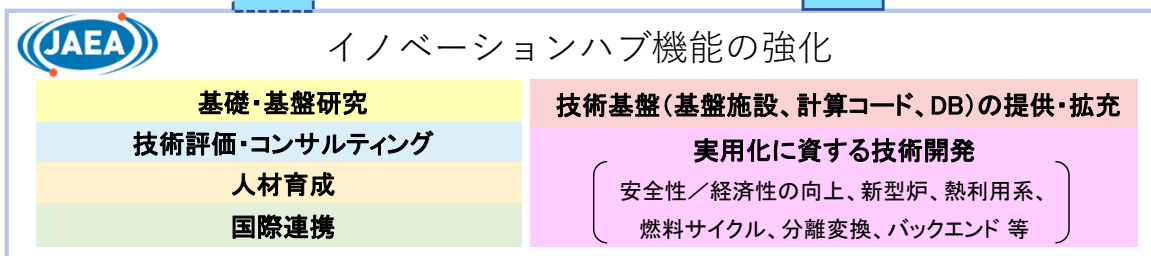 JAEA
イノベーションハブ機能の強化
基礎・基盤研究
技術評価・コンサルティング
人材育成
国際連携
技術基盤(基盤施設、計算コード、DB)の提供・拡充
実用化に資する技術開発
安全性／経済性の向上、新型炉、熱利用系、
燃料サイクル、分離変換、バックエンド 等